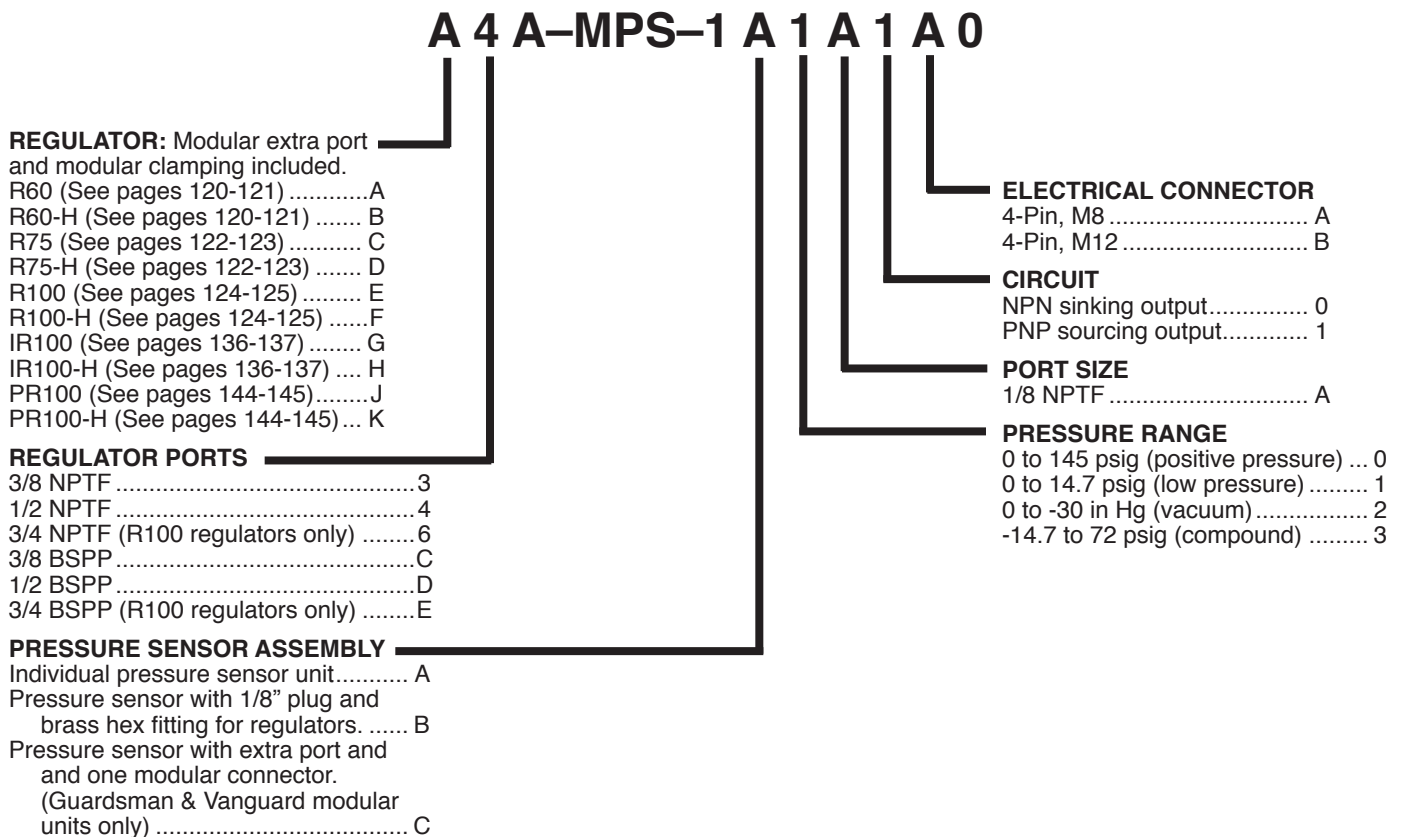 A 4 A–MPS–1 A 1 A 1 A 0
REGULATOR: Modular extra port
and modular clamping included.
R60 (See pages 120-121) ............A
R60-H (See pages 120-121) ....... B
R75 (See pages 122-123) ........... C
R75-H (See pages 122-123) ....... D
R100 (See pages 124-125) ......... E
R100-H (See pages 124-125) ......F
IR100 (See pages 136-137) ........ G
IR100-H (See pages 136-137) .... H
PR100 (See pages 144-145)........J
PR100-H (See pages 144-145)... K
REGULATOR PORTS
3/8 NPTF .........................................3
1/2 NPTF .........................................4
3/4 NPTF (R100 regulators only) ........6
3/8 BSPP .........................................C
1/2 BSPP .........................................D
3/4 BSPP (R100 regulators only) ........E
PRESSURE SENSOR ASSEMBLY
Individual pressure sensor unit........... A
Pressure sensor with 1/8” plug and
brass hex fitting for regulators. ...... B
Pressure sensor with extra port and
and one modular connector.
(Guardsman & Vanguard modular
units only) .................................... C
ELECTRICAL CONNECTOR
4-Pin, M8 ............................ A
4-Pin, M12 .......................... B
CIRCUIT
NPN sinking output............... 0
PNP sourcing output............. 1
PORT SIZE
1/8 NPTF ............................ A
PRESSURE RANGE
0 to 145 psig (positive pressure) ... 0
0 to 14.7 psig (low pressure) ......... 1
0 to -30 in Hg (vacuum) ................ 2
-14.7 to 72 psig (compound) ......... 3